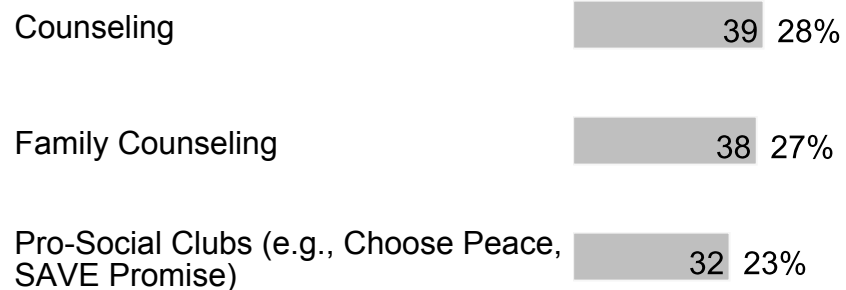 Counseling 39 28%
Family Counseling 38 27%
Pro-Social Clubs (e.g., Choose Peace,
SAVE Promise) 32 23%